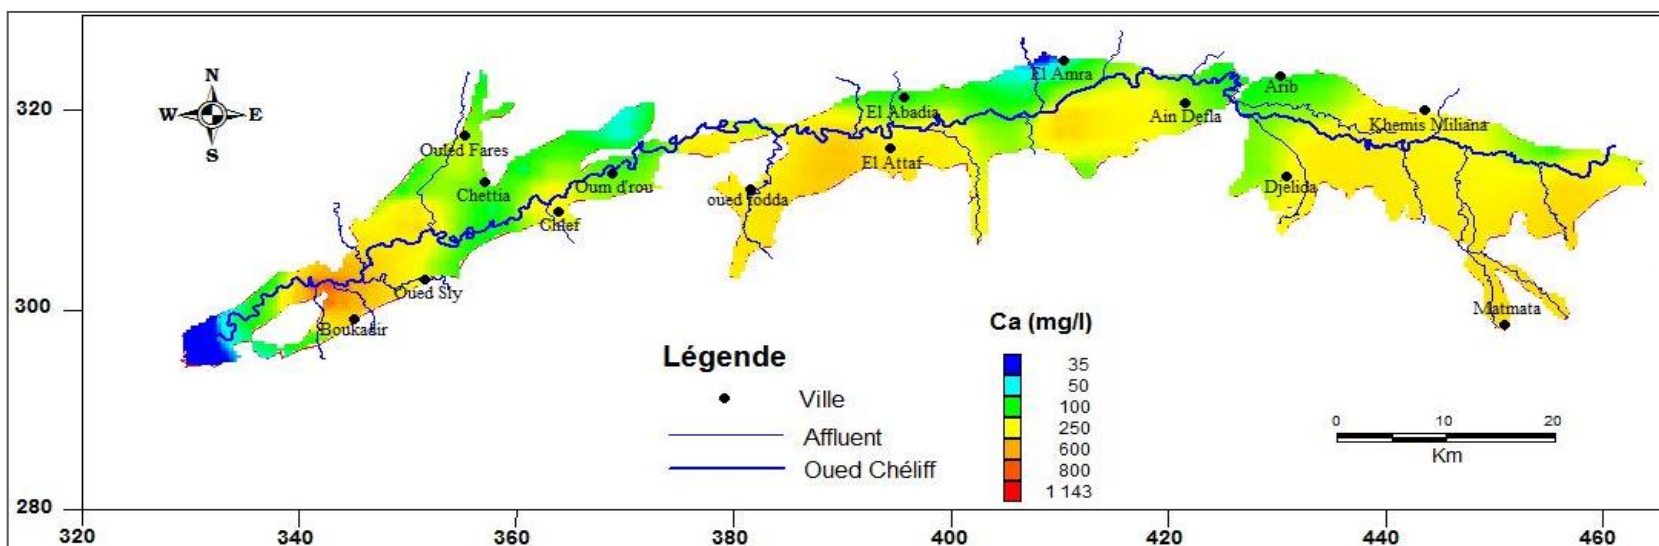 N
W E
S
320
300
280
320 340 360 380 400 420 440 460
Ouled Fares
Chettia
Oum d'rou
Chlef
Oued Sly
Boukadir
oued fodda
El Abadia
El Attaf
El Amra
Ain Defla
Arib
Khemis Miliana
Djelida
Matmata
Légende
Ville
Affluent
Oued Chéliff
Ca (mg/l)
35
50
100
250
600
800
1 143
0 10 20
Km